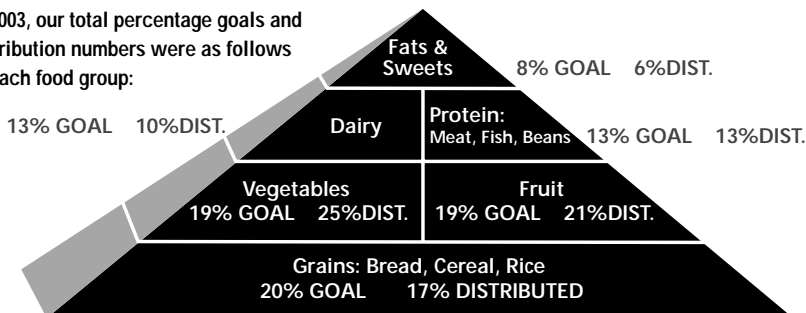 003, our total percentage goals and
ribution numbers were as follows
ach food group:
Fats &
Sweets
8% GOAL 6%DIST.
13% GOAL 10%DIST.
Dairy
Protein:
Meat, Fish, Beans
13% GOAL 13%DIST.
Vegetables
19% GOAL 25%DIST.
Fruit
19% GOAL 21%DIST.
Grains: Bread, Cereal, Rice
20% GOAL 17% DISTRIBUTED